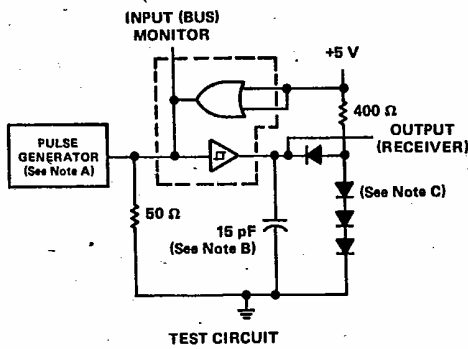 INPUT (BUS)
MONITOR
+5 V
400 Ω
OUTPUT
(RECEIVER)
PULSE
GENERATOR
(See Note A)
(See Note C)
50 Ω
15 pF
(See Note B)
TEST CIRCUIT